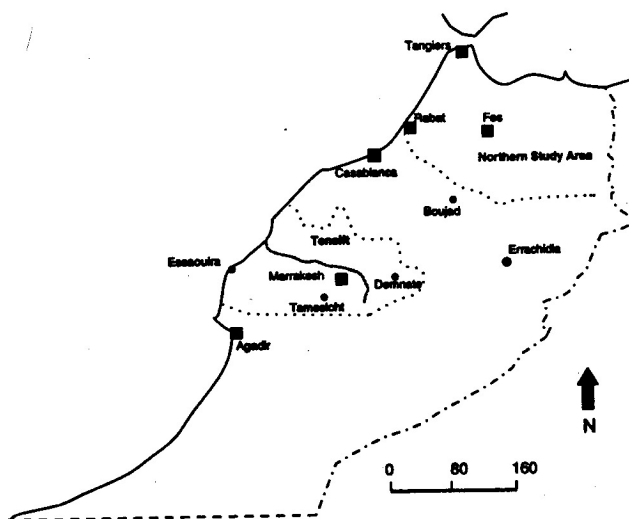 Tangiers
Rabat
Fes
Casablanca
Northern Study Area
Boujad
Tensift
Essaouira
Errachidia
Marrakesh
Demnate
Tamesloht
Agadir
N
0 80 160